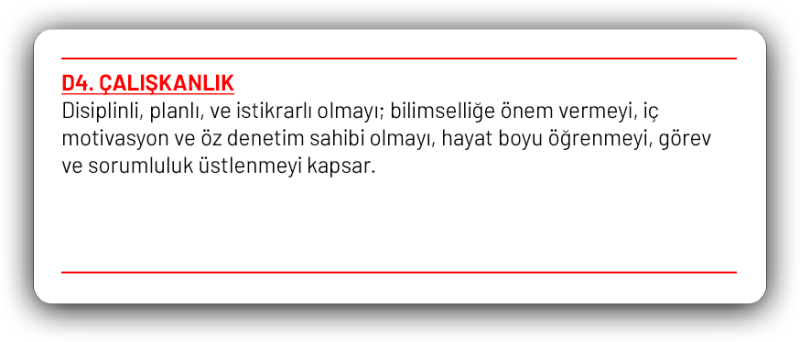 D4. ÇALIŞKANLIK
Disiplinli, planlı, ve istikrarlı olmayı; bilimselliğe önem vermeyi, iç
motivasyon ve öz denetim sahibi olmayı, hayat boyu öğrenmeyi, görev
ve sorumluluk üstlenmeyi kapsar.